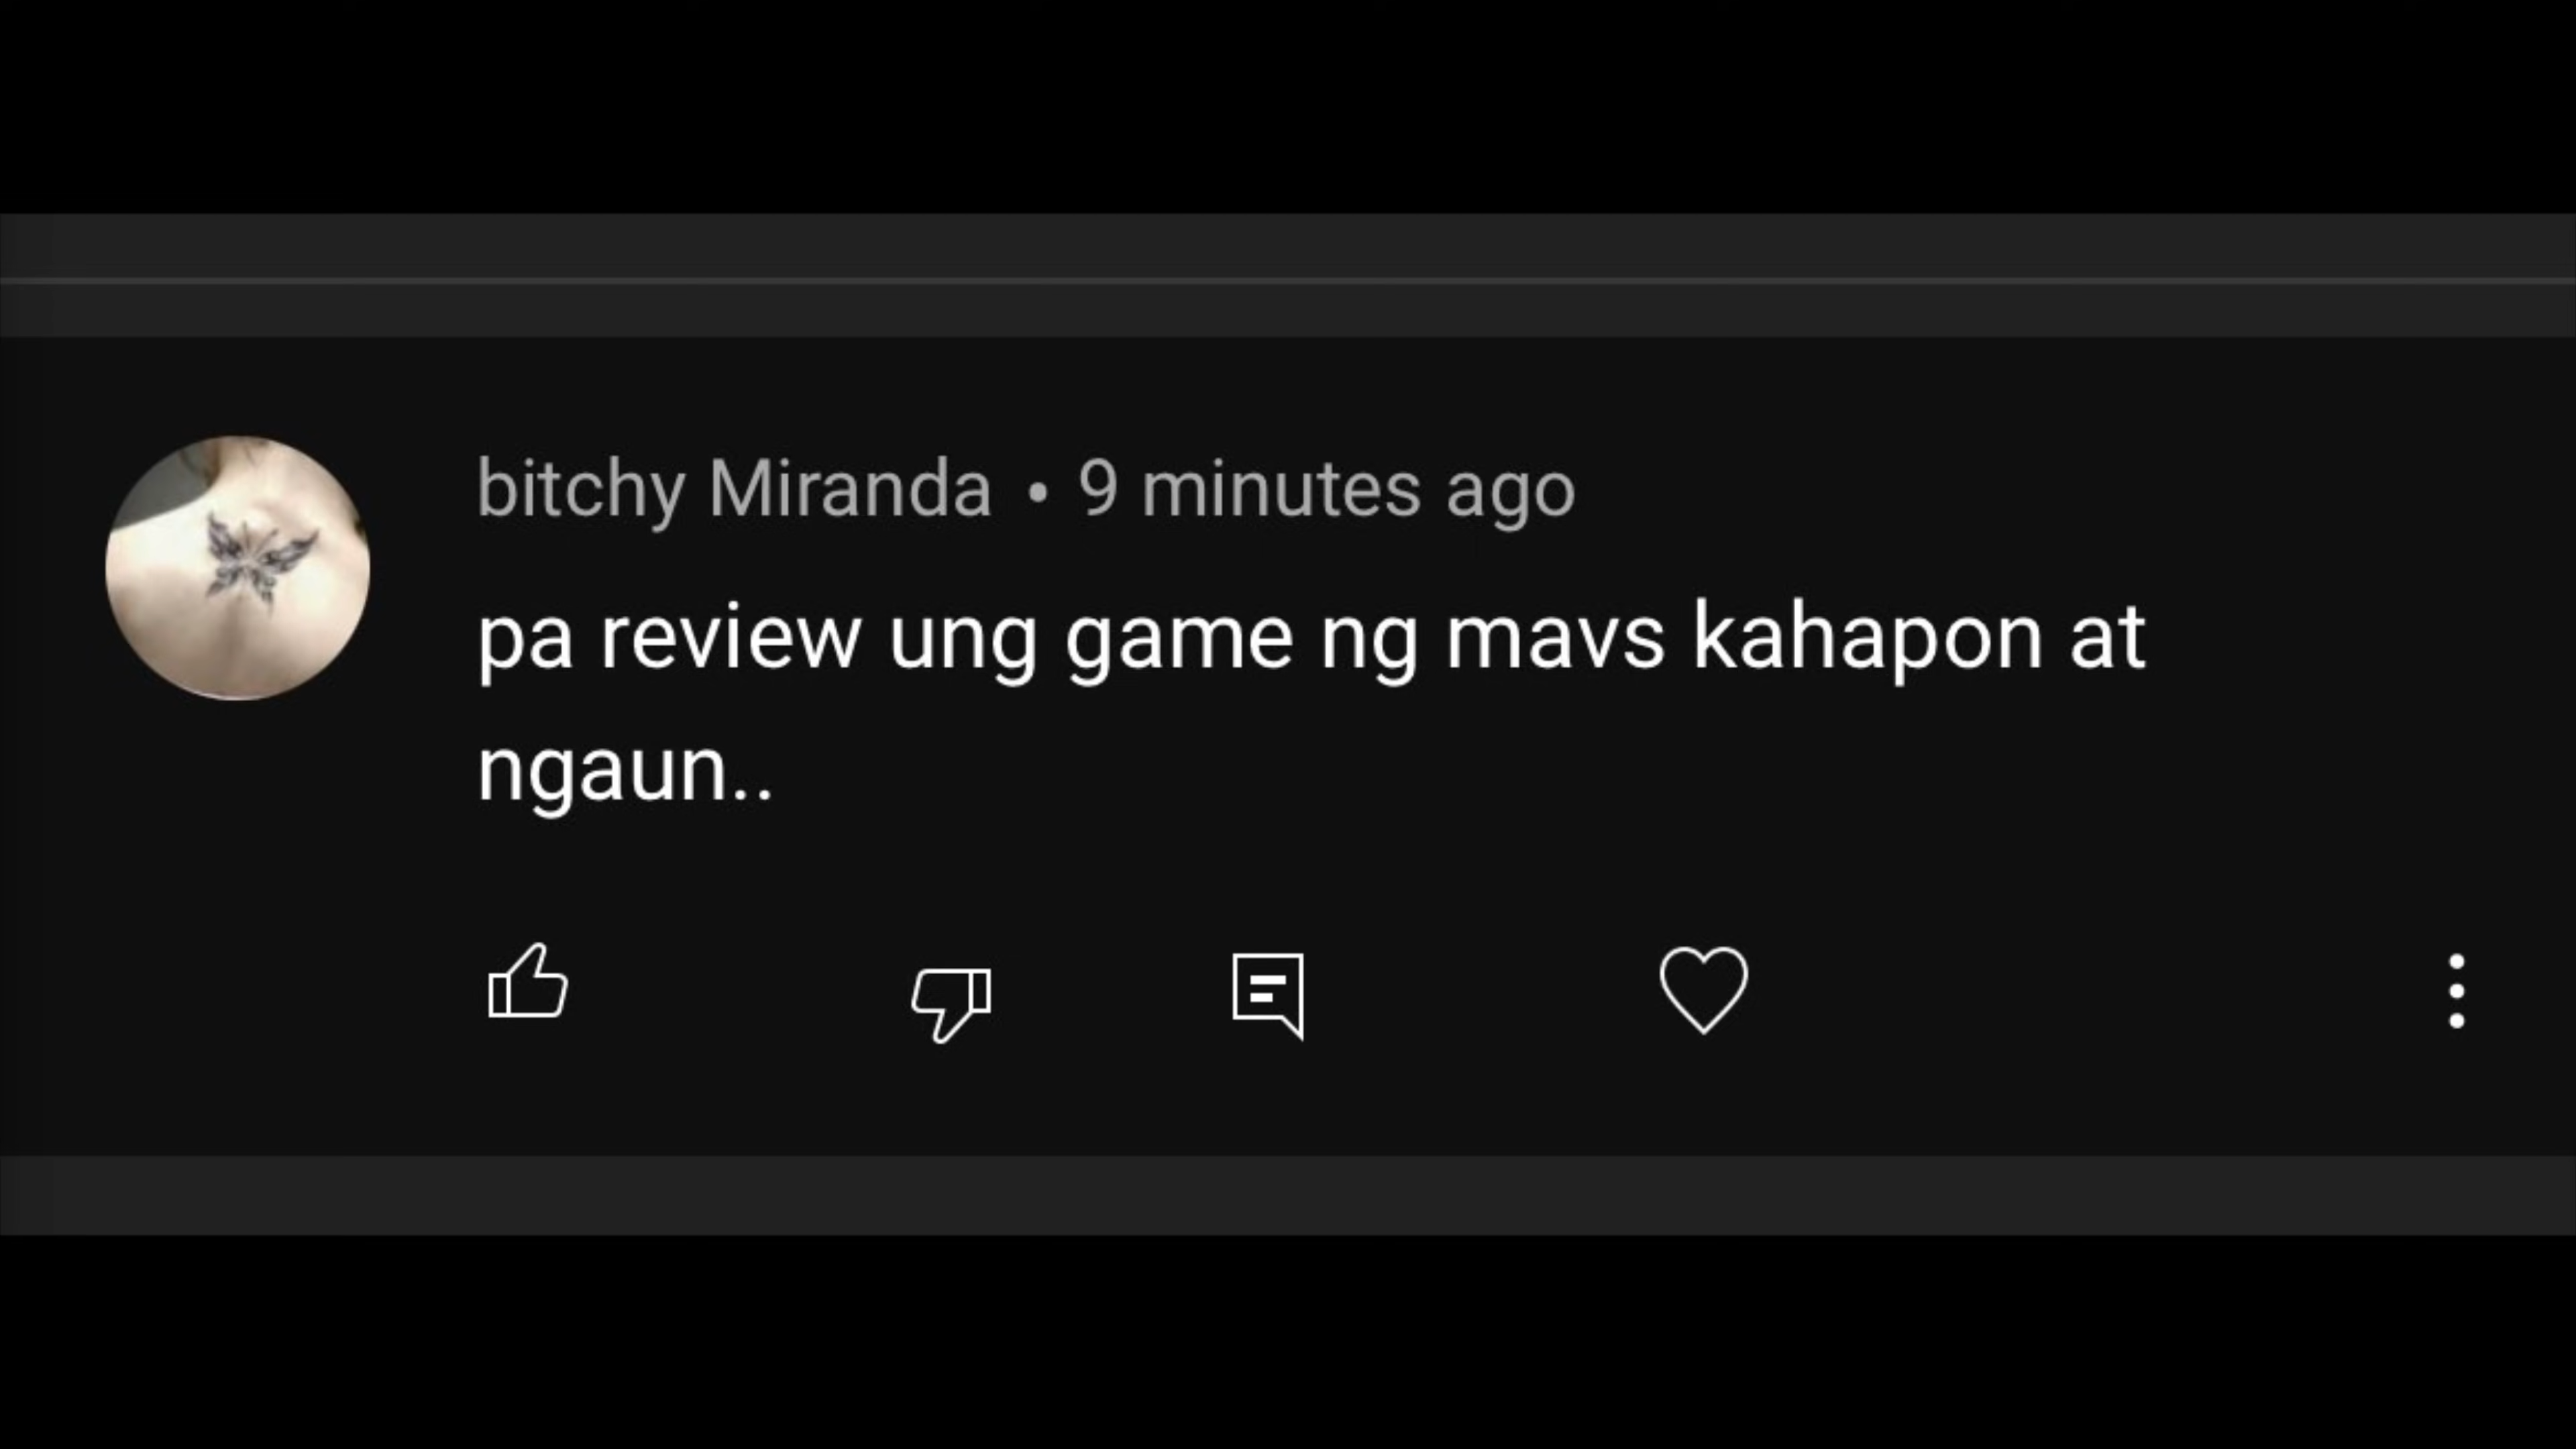 bitchy Miranda • 9 minutes ago
pa review ung game ng mavs kahapon at
ngaun..